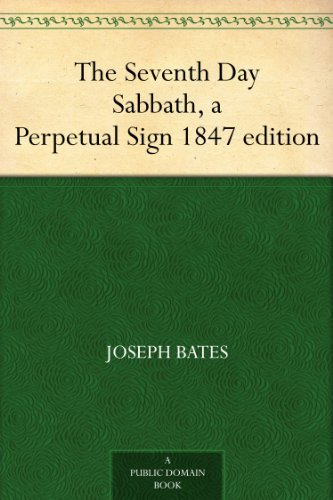 The Seventh Day
Sabbath, a
Perpetual Sign 1847 edition
JOSEPH BATES
A
PUBLIC DOMAIN
BOOK